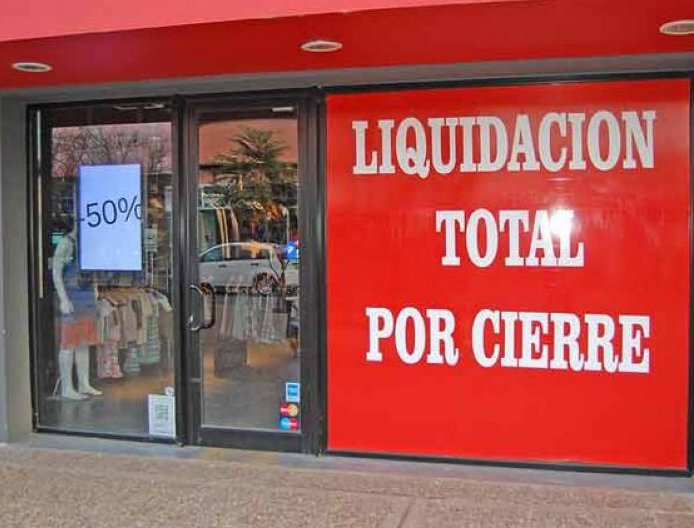 -50%
LIQUIDACION
TOTAL
POR CIERRE